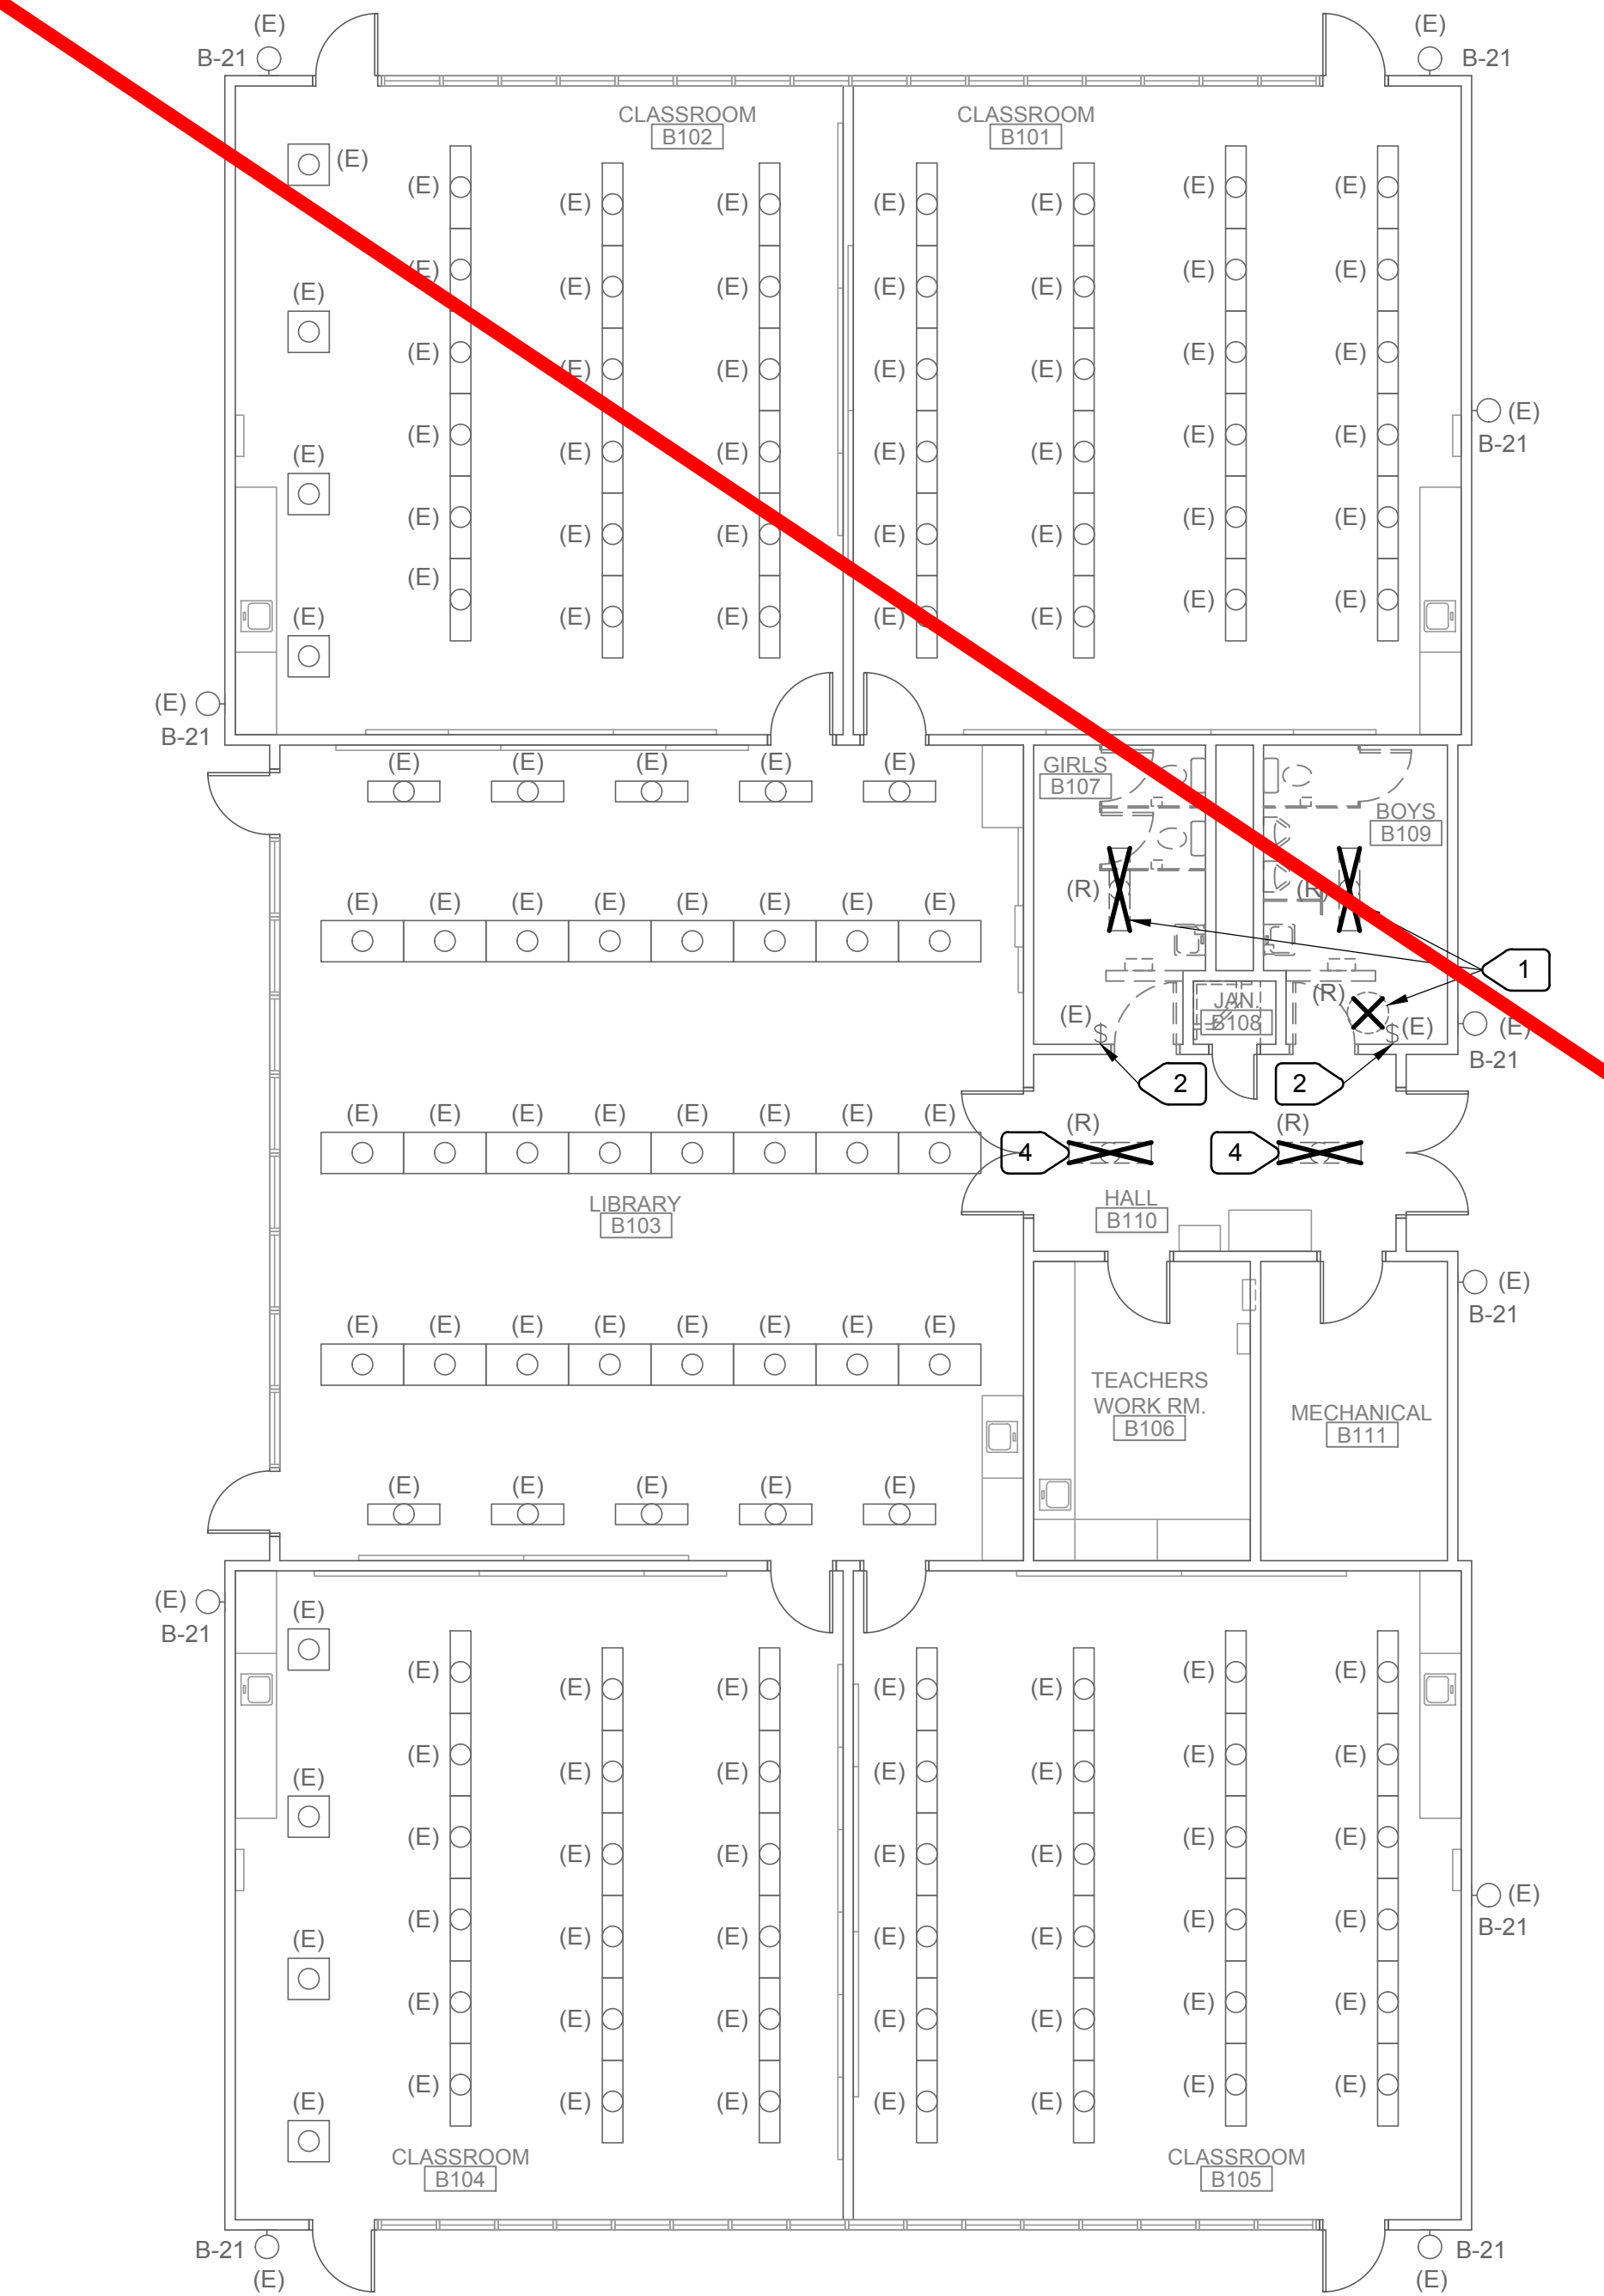 (E) (E)
B-21 B-21
CLASSROOM CLASSROOM
B102 B101
(E)
(E) (E) (E)
(E) (E) (E) (E)
(E) (E) (E)
(E) (E) (E) (E) (E)
(E) (E) (E)
(E) (E) (E) (E)
(E)
B-21
(E) (E) (E)
(E) (E) (E) (E) (E)
(E) (E) (E)
(E) (E) (E) (E)
(E)
(E) (E)
(E) (E) (E) (E) (E)
(E)
B-21
(E) (E) (E) (E) (E)
GIRLS
B107
BOYS
B109
(R) (R)
(E) (E) (E) (E) (E) (E) (E) (E)
1
(R)
JAN.
B108
(E) (E) (E)
$ $
B-21
2 2
(E) (E) (E) (E) (E) (E) (E) (E)
(R) (R)
4 4
LIBRARY
B103
HALL
B110
(E)
B-21
(E) (E) (E) (E) (E) (E) (E) (E)
TEACHERS
WORK RM.
B106
MECHANICAL
B111
(E) (E) (E) (E) (E)
(E)
B-21
(E)
(E) (E) (E)
(E) (E) (E) (E)
(E) (E) (E)
(E) (E) (E) (E)
(E)
(E) (E) (E)
(E) (E) (E) (E)
(E)
B-21
(E) (E) (E)
(E) (E) (E) (E)
(E)
(E) (E) (E)
(E) (E) (E) (E)
(E) (E) (E)
(E) (E) (E) (E)
(E)
CLASSROOM CLASSROOM
B104 B105
B-21 B-21
(E) (E)